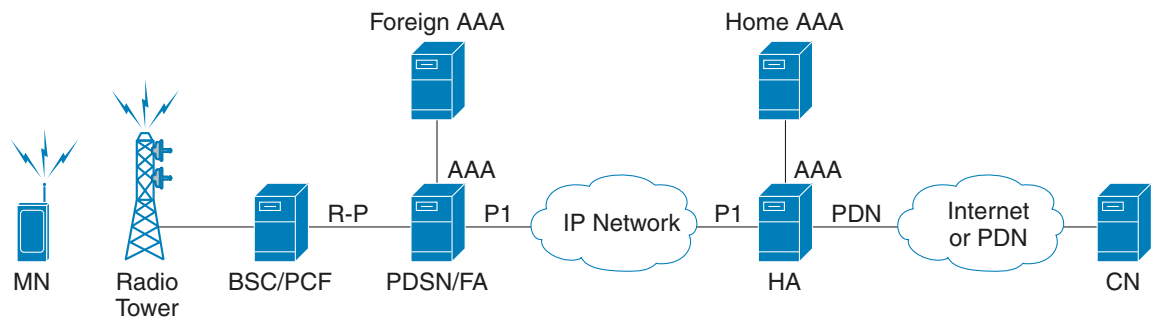 Foreign AAA
Home AAA
AAA
AAA
R-P
P1
IP Network
P1
PDN
Internet
or PDN
MN
Radio
Tower
BSC/PCF
PDSN/FA
HA
CN